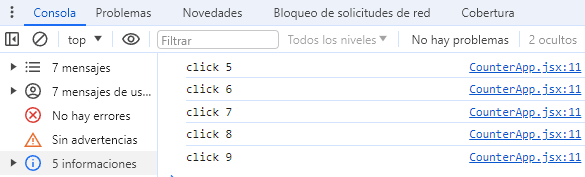 Consola Problemas Novedades Bloqueo de solicitudes de red Cobertura
top Filtrar Todos los niveles No hay problemas 2 ocultos
7 mensajes
7 mensajes de us...
No hay errores
Sin advertencias
5 informaciones
click 5 CounterApp.jsx:11
click 6 CounterApp.jsx:11
click 7 CounterApp.jsx:11
click 8 CounterApp.jsx:11
click 9 CounterApp.jsx:11